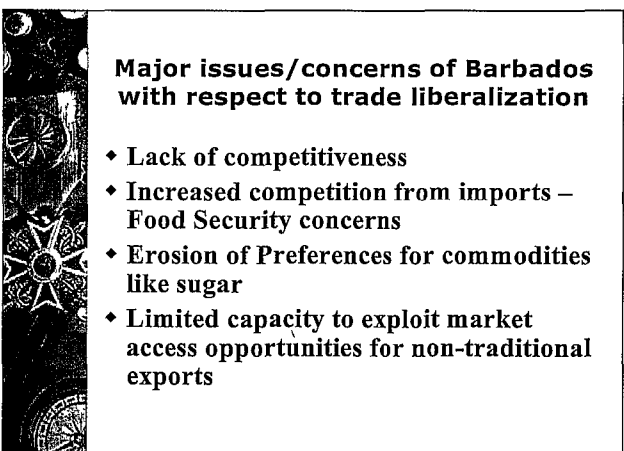 Major issues/concerns of Barbados
with respect to trade liberalization
◆ Lack of competitiveness
◆ Increased competition from imports –
Food Security concerns
◆ Erosion of Preferences for commodities
like sugar
◆ Limited capacity to exploit market
access opportunities for non-traditional
exports